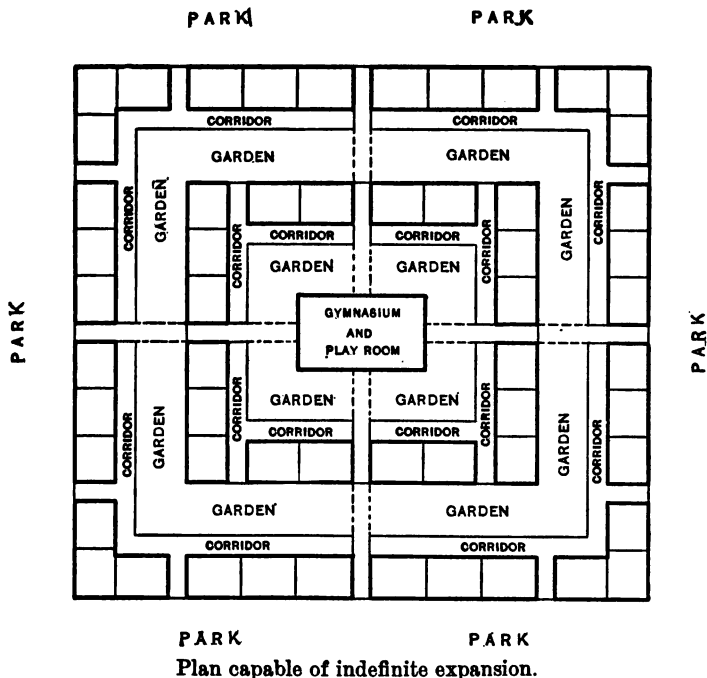 PARK PARK
CORRIDOR CORRIDOR
GARDEN GARDEN
CORRIDOR GARDEN GARDEN CORRIDOR
CORRIDOR CORRIDOR CORRIDOR CORRIDOR
GARDEN GARDEN
PARK GYMNASIUM AND PLAY ROOM PARK
GARDEN GARDEN
CORRIDOR CORRIDOR CORRIDOR CORRIDOR
CORRIDOR GARDEN GARDEN CORRIDOR
GARDEN GARDEN
CORRIDOR CORRIDOR
PARK PARK
Plan capable of indefinite expansion.